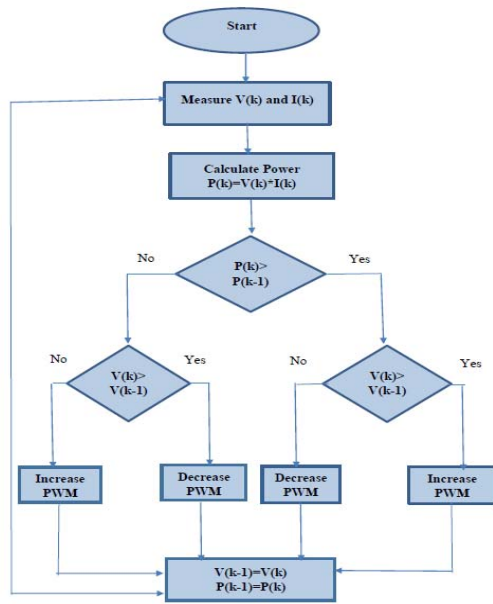 Start
Measure V(k) and I(k)
Calculate Power
P(k)=V(k)*I(k)
No
Yes
P(k)>
P(k-1)
No
Yes
No
Yes
V(k)>
V(k-1)
V(k)>
V(k-1)
Increase
PWM
Decrease
PWM
Decrease
PWM
Increase
PWM
V(k-1)=V(k)
P(k-1)=P(k)